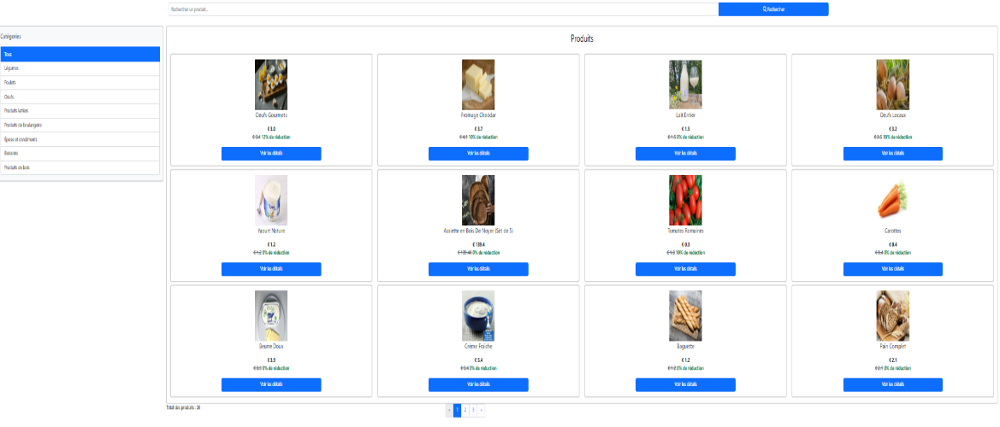 Rechercher un produit...
Rechercher
Catégories
Tous
Légumes
Poulets
Oeufs
Produits laitiers
Produits de boulangerie
Épices et condiments
Boissons
Produits en bois
Produits
Oeufs Gourmets
€ 3.0
€ 3.4 12% de réduction
Voir les détails
Fromage Cheddar
€ 3.7
€ 4.1 10% de réduction
Voir les détails
Lait Entier
€ 1.5
€ 1.5 0% de réduction
Voir les détails
Oeufs Locaux
€ 3.2
€ 3.5 10% de réduction
Voir les détails
Yaourt Nature
€ 1.2
€ 1.2 0% de réduction
Voir les détails
Assiette en Bois De Noyer (Set de 5)
€ 139.4
€ 139.44 0% de réduction
Voir les détails
Tomates Romaines
€ 0.3
10% de réduction
Voir les détails
Carottes
€ 0.4
€ 0.4 0% de réduction
Voir les détails
Beurre Doux
€ 3.9
€ 3.9 0% de réduction
Voir les détails
Crème Fraîche
€ 5.4
€ 5.4 0% de réduction
Voir les détails
Baguette
€ 1.2
€ 1.2 0% de réduction
Voir les détails
Pain Complet
€ 2.1
€ 2.1 0% de réduction
Voir les détails
Total des produits : 26
« 1 2 3 »